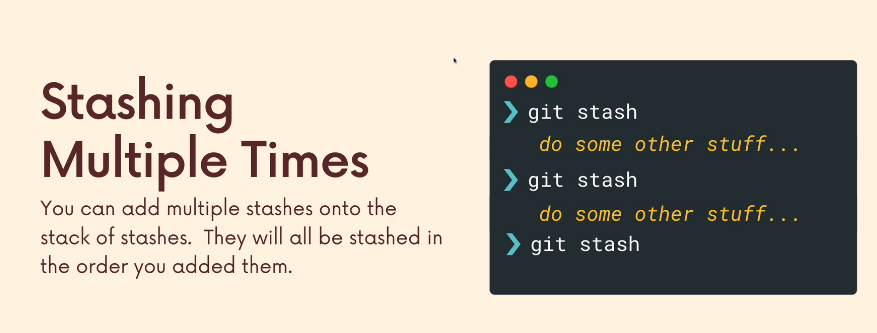 Stashing
Multiple Times
You can add multiple stashes onto the
stack of stashes.  They will all be stashed in
the order you added them.
❯ git stash
do some other stuff...
❯ git stash
do some other stuff...
❯ git stash